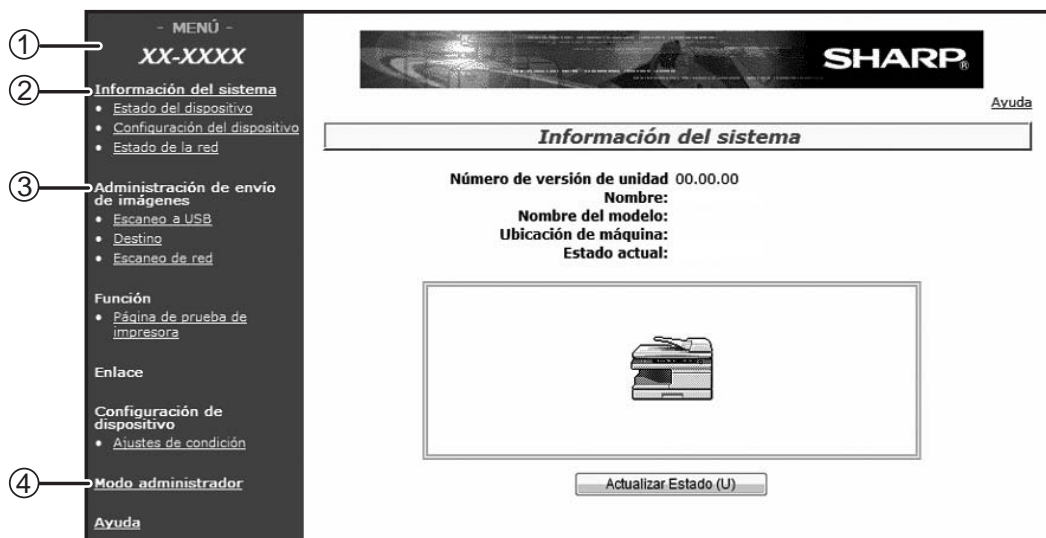 1
- MENÚ -
XX-XXXX
2
Información del sistema
• Estado del dispositivo
• Configuración del dispositivo
• Estado de la red
3
Administración de envío
de imágenes
• Escaneo a USB
• Destino
• Escaneo de red
Función
• Página de prueba de
impresora
Enlace
Configuración de
dispositivo
• Ajustes de condición
4
Modo administrador
Ayuda
SHARP®
Ayuda
Información del sistema
Número de versión de unidad 00.00.00
Nombre:
Nombre del modelo:
Ubicación de máquina:
Estado actual:
Actualizar Estado (U)